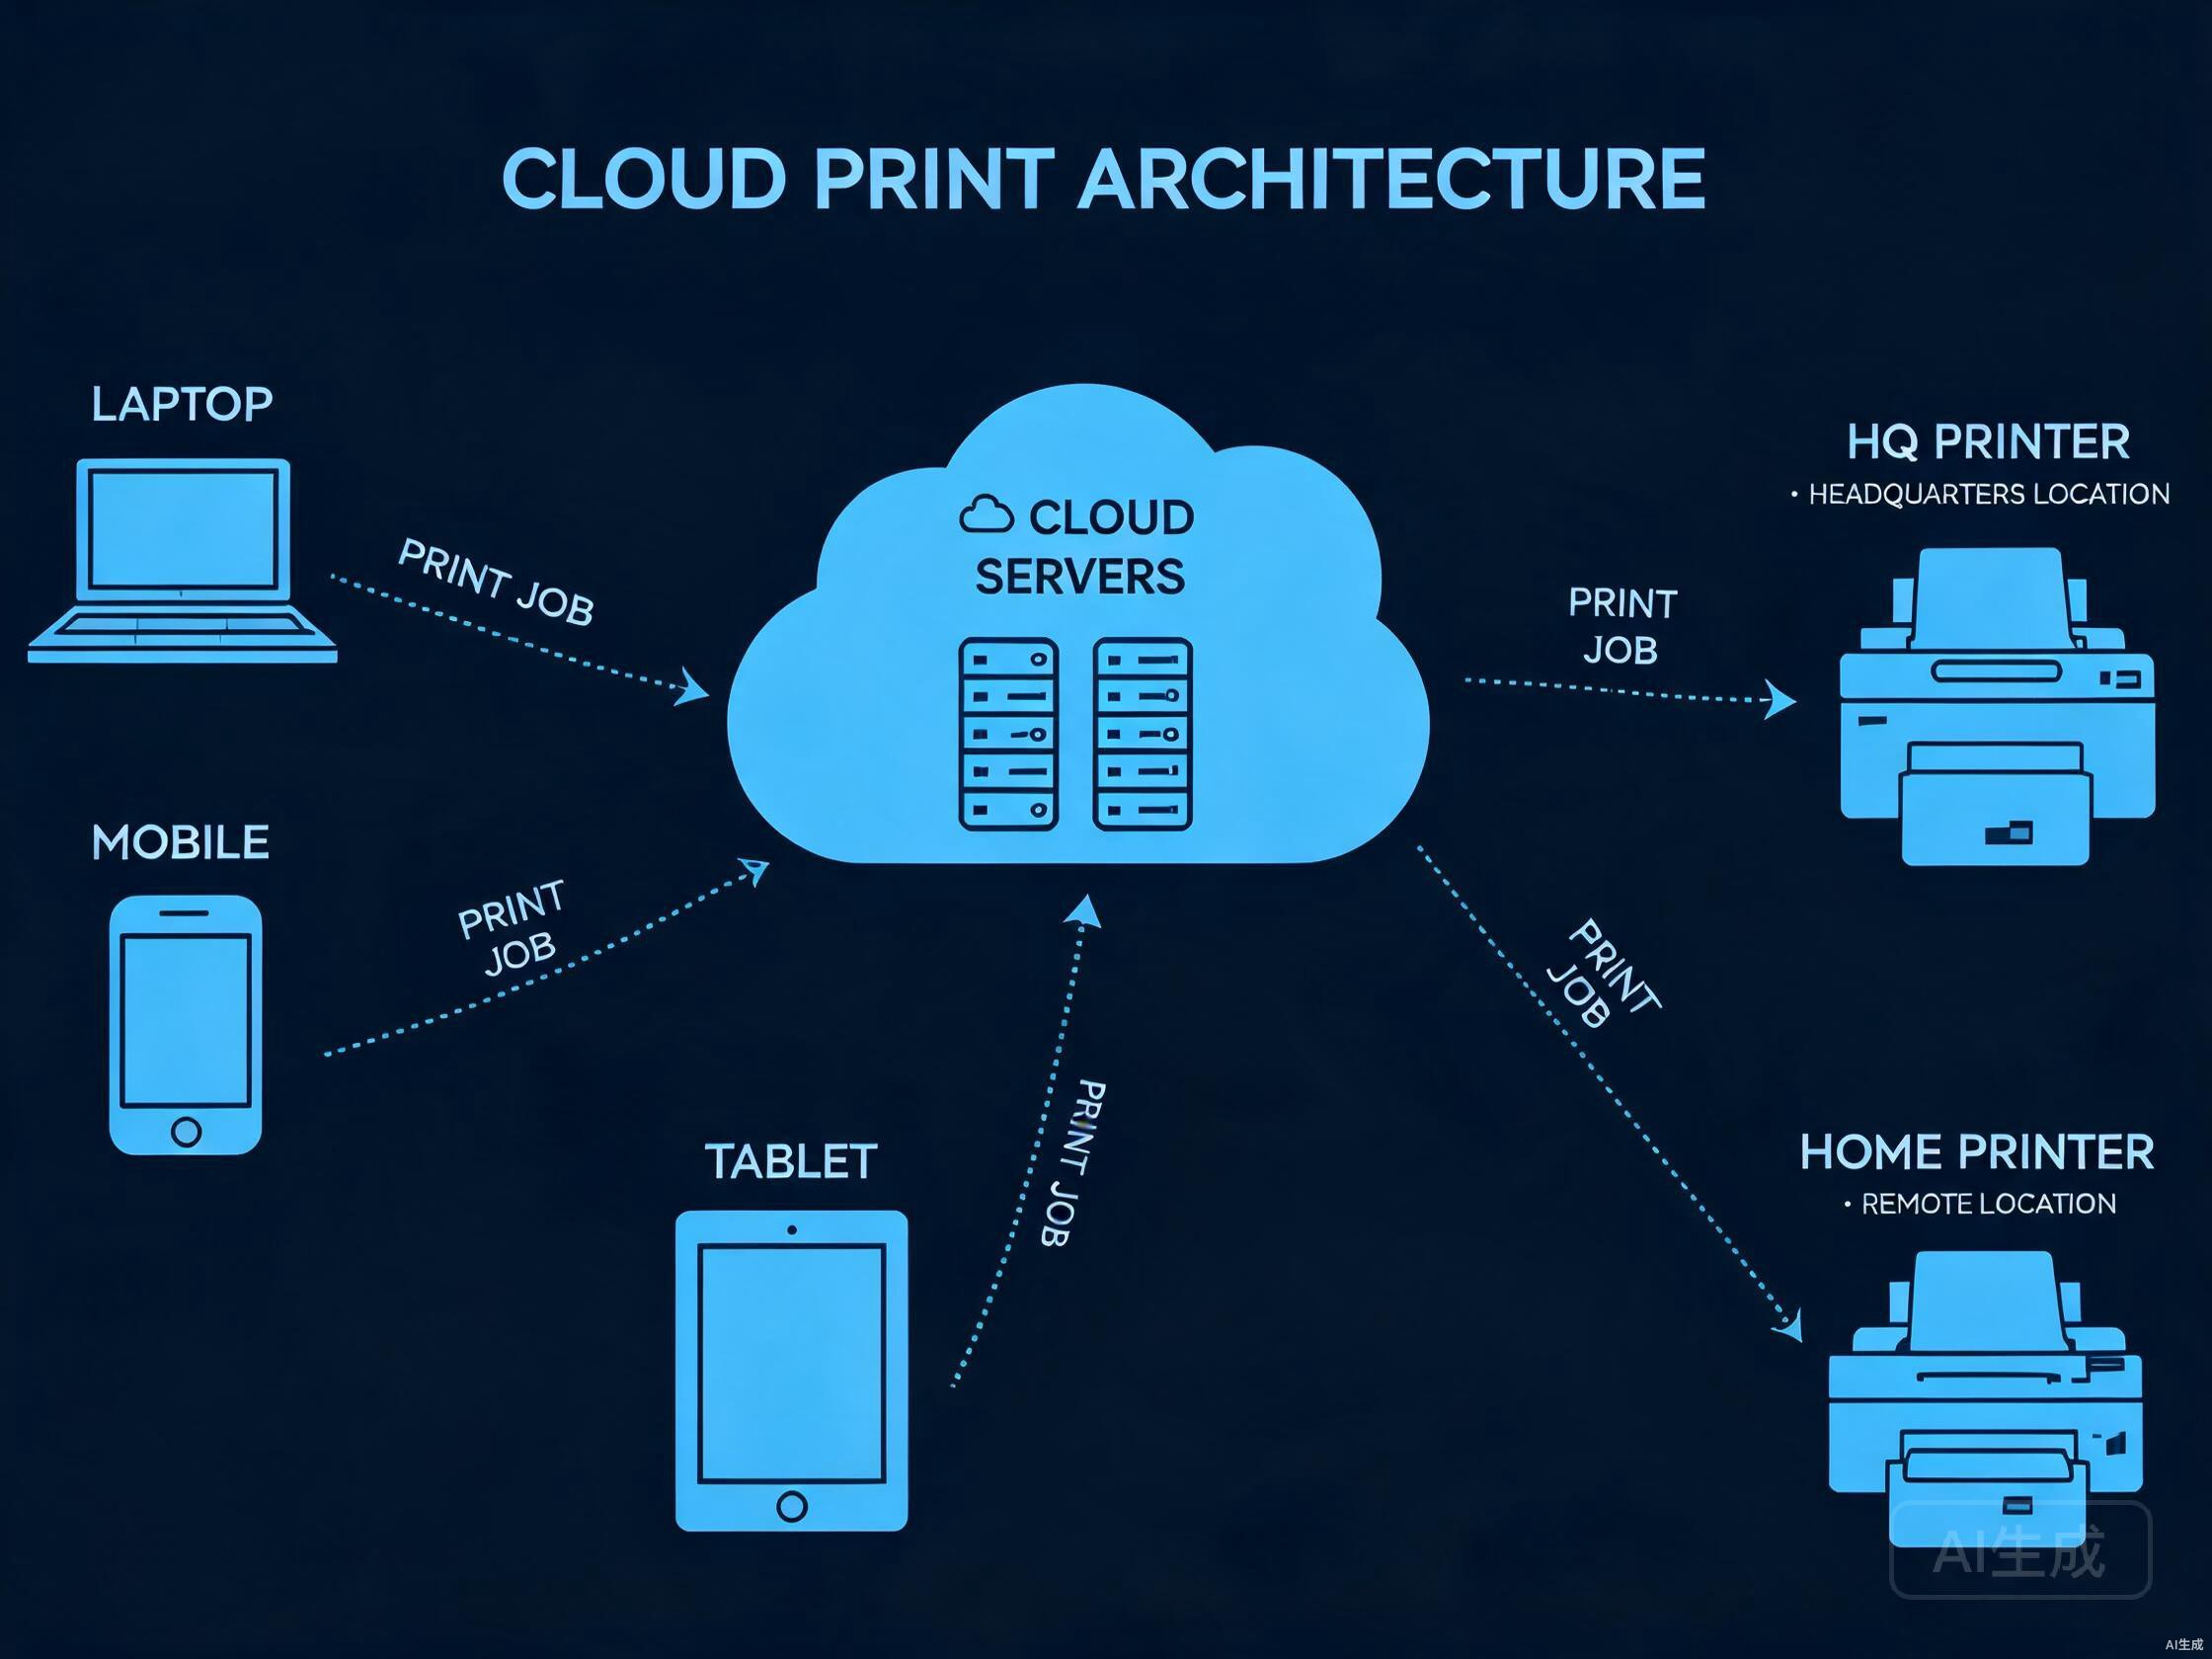 CLOUD PRINT ARCHITECTURE
LAPTOP
PRINT JOB
CLOUD
SERVERS
HQ PRINTER
• HEADQUARTERS LOCATION
PRINT
JOB
MOBILE
PRINT
JOB
PRINT
JOB
TABLET
PRINT JOB
HOME PRINTER
• REMOTE LOCATION
AI生成
AI生成